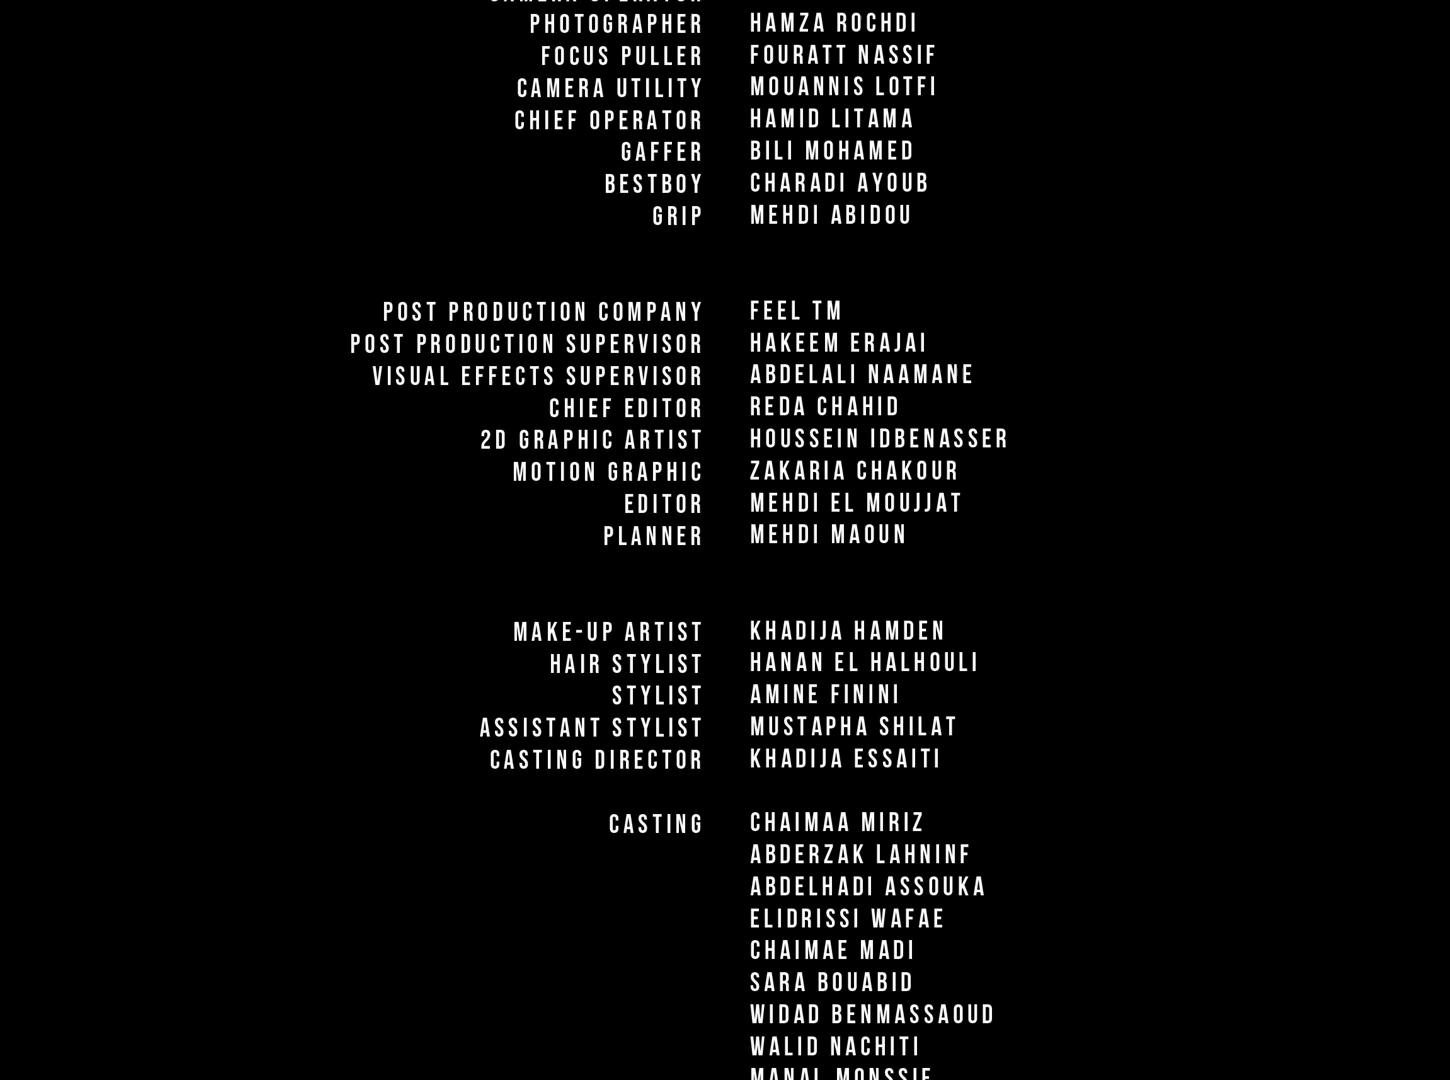 PHOTOGRAPHER HAMZA ROCHDI
FOCUS PULLER FOURATT NASSIF
CAMERA UTILITY MOUANNIS LOTFI
CHIEF OPERATOR HAMID LITAMA
GAFFER BILI MOHAMED
BESTBOY CHARADI AYOUB
GRIP MEHDI ABIDOU
POST PRODUCTION COMPANY FEEL TM
POST PRODUCTION SUPERVISOR HAKEEM ERAJAI
VISUAL EFFECTS SUPERVISOR ABDELALI NAAMANE
CHIEF EDITOR REDA CHAHID
2D GRAPHIC ARTIST HOUSSEIN IDBENASSER
MOTION GRAPHIC ZAKARIA CHAKOUR
EDITOR MEHDI EL MOUJJAT
PLANNER MEHDI MAOUN
MAKE-UP ARTIST KHADIJA HAMDEN
HAIR STYLIST HANAN EL HALHOULI
STYLIST AMINE FININI
ASSISTANT STYLIST MUSTAPHA SHILAT
CASTING DIRECTOR KHADIJA ESSAITI
CASTING CHAIMAA MIRIZ
ABDERZAK LAHNINF
ABDELHADI ASSOUKA
ELIDRISSI WAFAE
CHAIMAE MADI
SARA BOUABID
WIDAD BENMASSAOUD
WALID NACHITI
MANAL MONSSIF